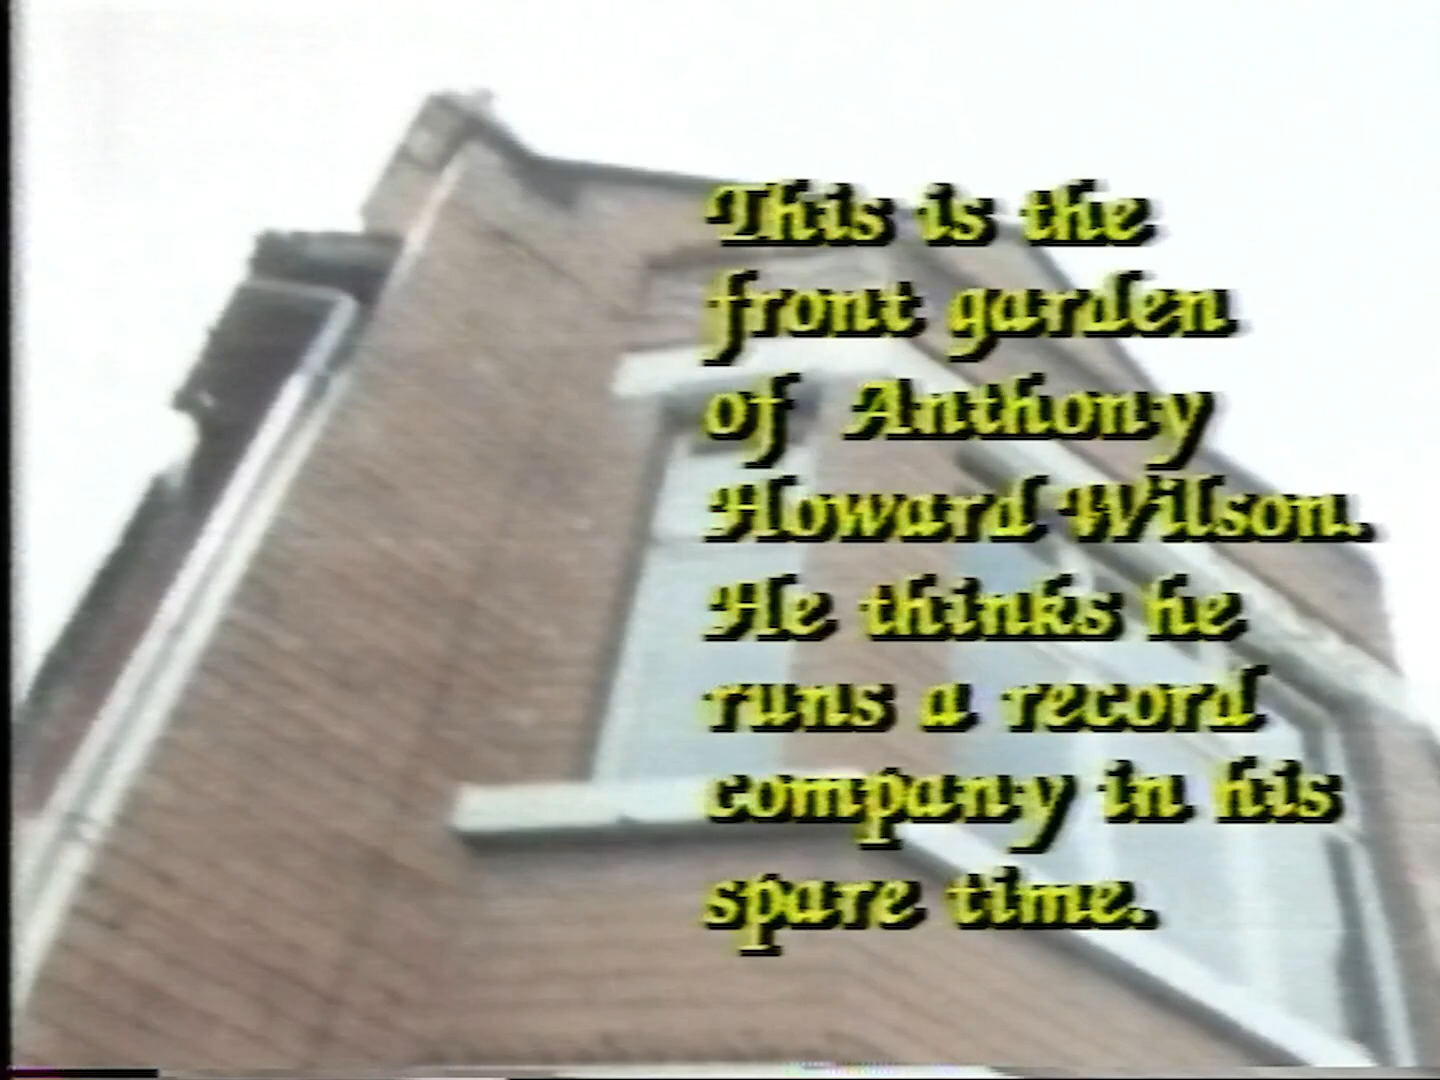 This is the
front garden
of Anthony
Howard Wilson.
He thinks he
runs a record
company in his
spare time.